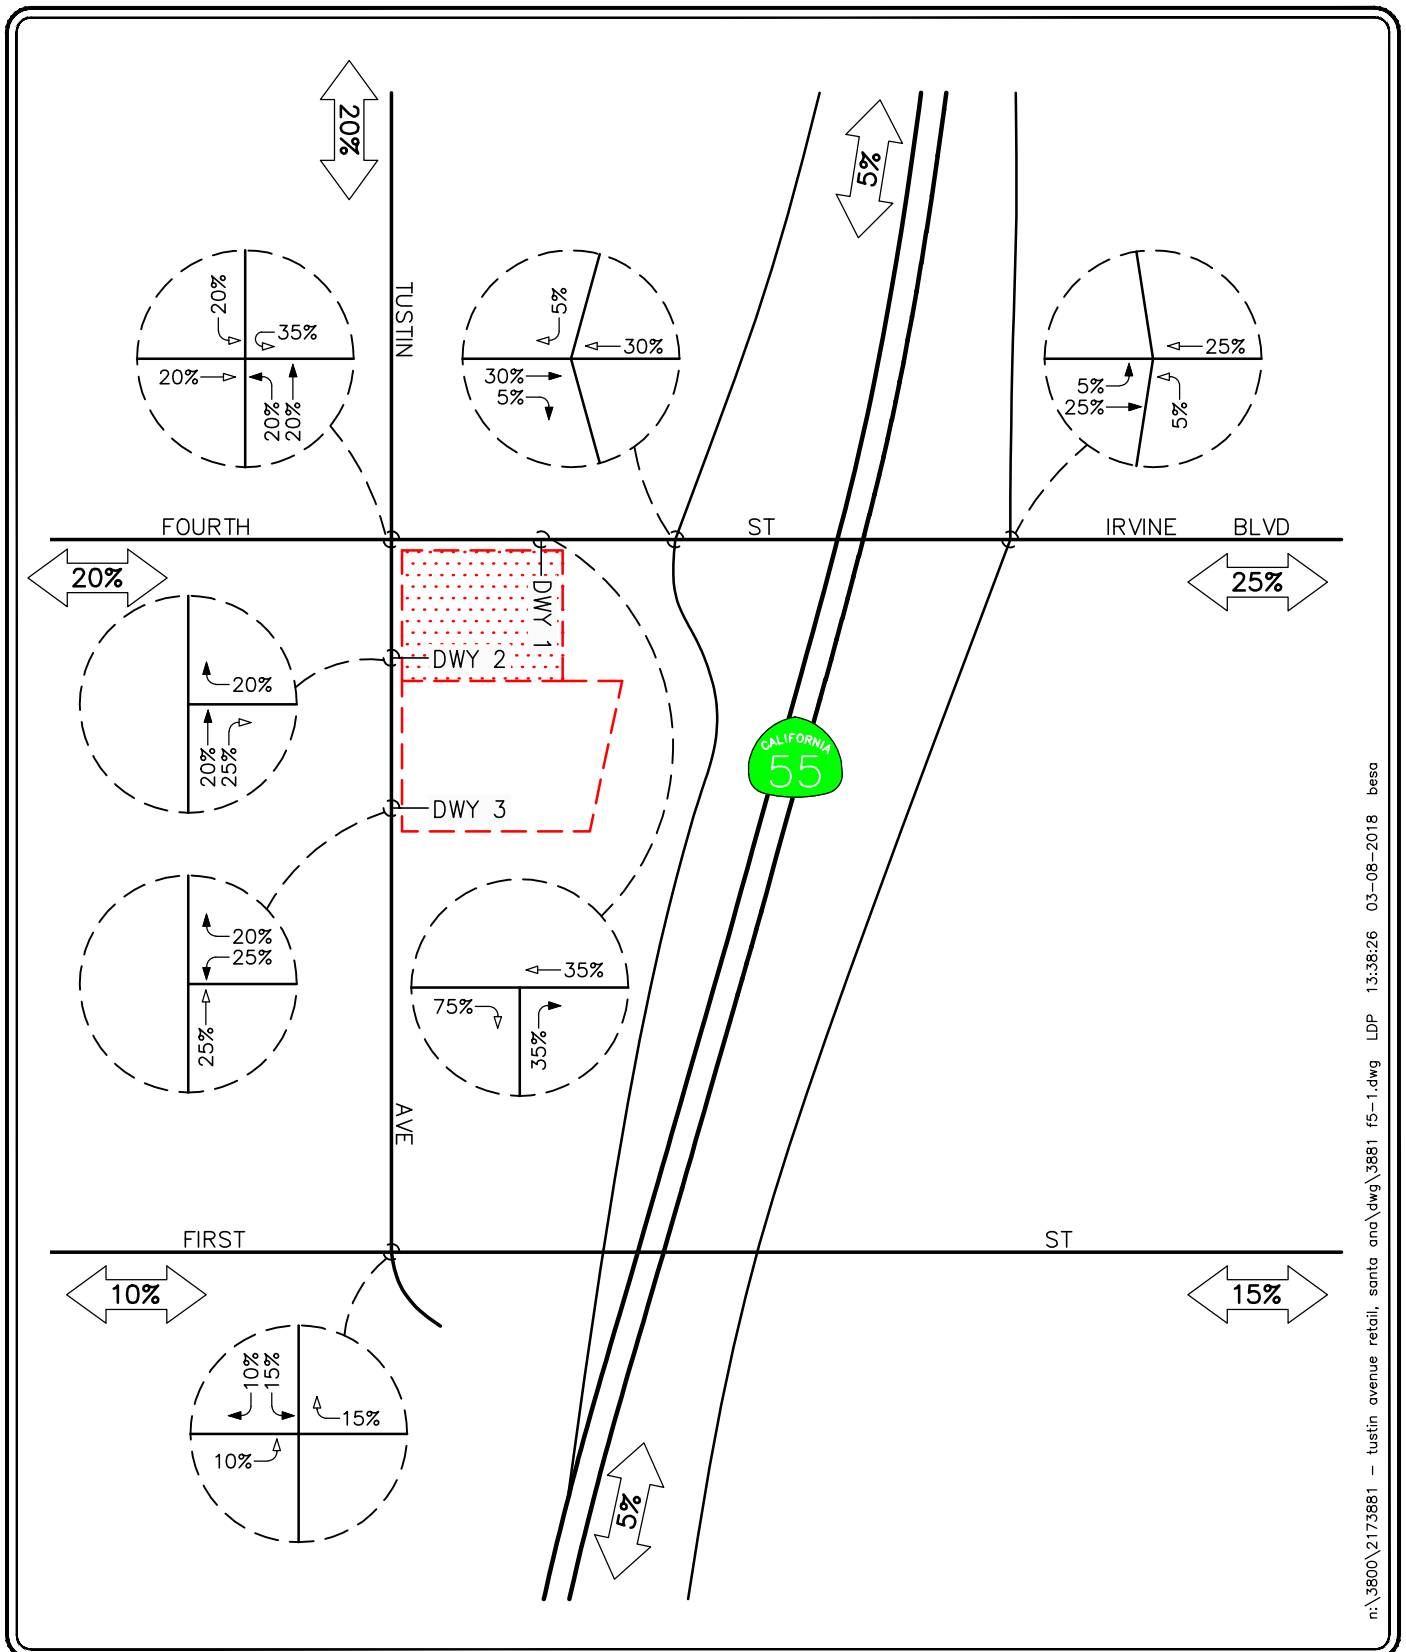 20%
5%
TUSTIN
20%
35%
20%
20%
20%
5%
30%
30%
5%
25%
5%
25%
5%
FOURTH
ST
IRVINE
BLVD
20%
25%
DWY 1
DWY 2
DWY 3
20%
20%
25%
CALIFORNIA
55
20%
25%
25%
35%
75%
35%
AVE
FIRST
ST
10%
15%
10%
15%
15%
10%
5%
n:\3800\2173881 - tustin avenue retail, santa ana\dwg\3881 f5-1.dwg LDP 13:38:26 03-08-2018 besa